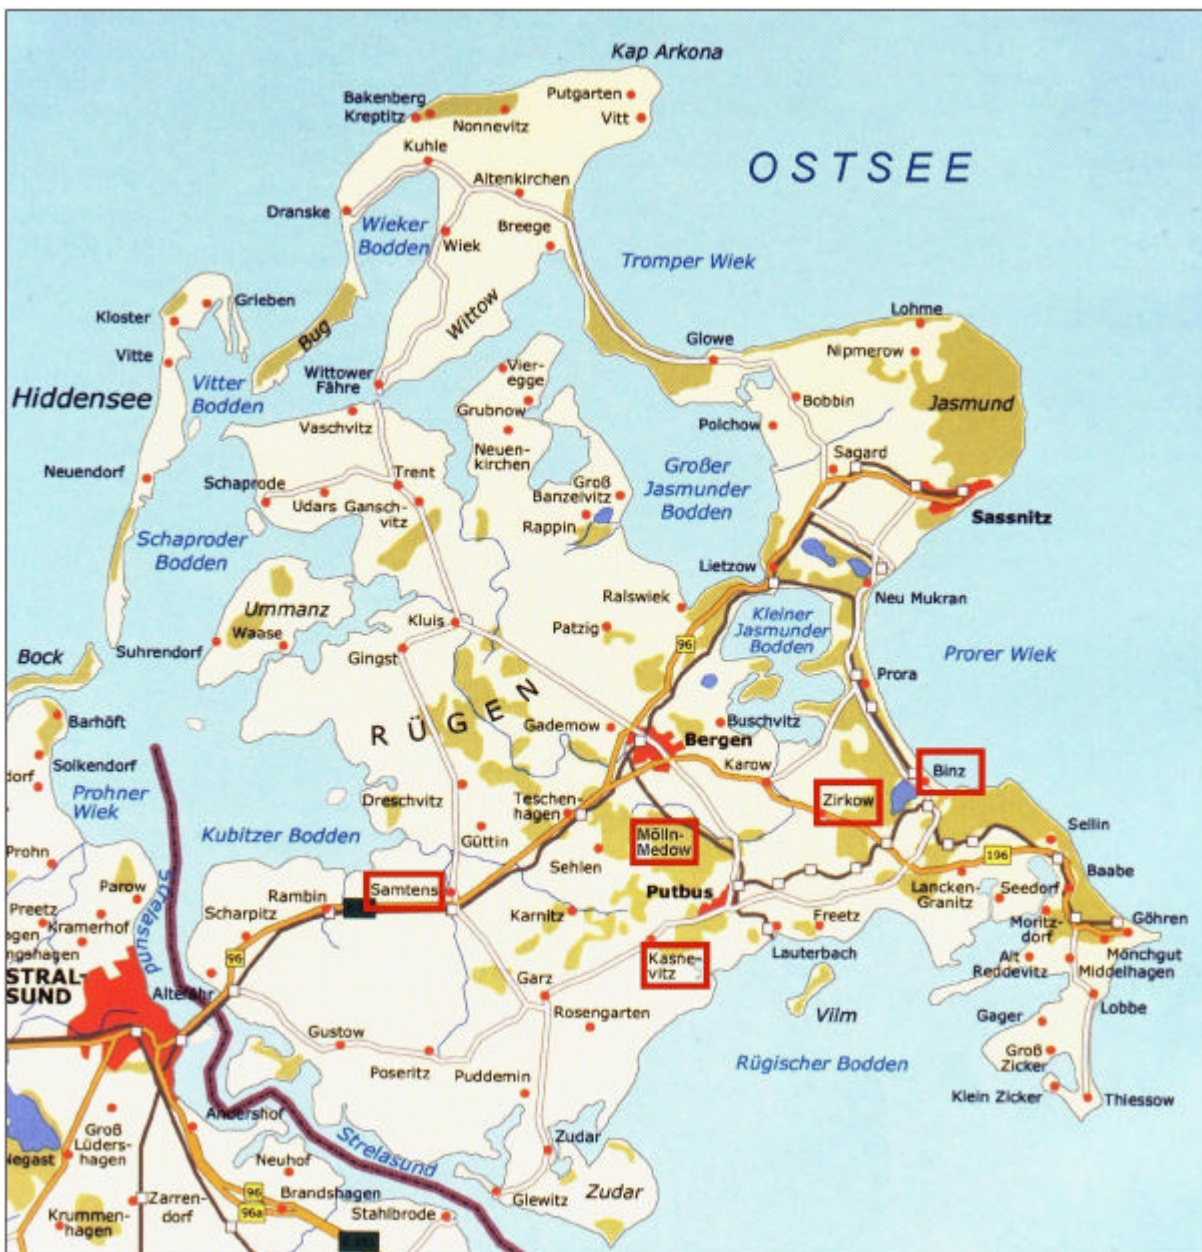 Kap Arkona
Putgarten
Bakenberg
Kreptitz
Vitt
Nonnevitz
Kuhle
OSTSEE
Altenkirchen
Dranske
Wieker
Bodden
Breege
Wiek
Tromper Wiek
Grieben
Kloster
Wittow
Lohme
Bug
Glowe
Vitte
Nipmerow
Vier-
egge
Wittower
Fähre
Vitter
Bodden
Hiddensee
Grubnow
Bobbin
Jasmund
Vaschvitz
Polchow
Neuen-
kirchen
Sagard
Neuendorf
Trent
Großer
Jasmunder
Bodden
Schaprode
Groß
Banzelvitz
Udars
Gansch-
vitz
Rappin
Sassnitz
Schaproder
Bodden
Lietzow
Ralswiek
Neu Mukran
Ummanz
Kleiner
Jasmunder
Bodden
Kluis
Patzig
Waase
Suhrendorf
96
Bock
Gingst
Prorer Wiek
Prora
RÜGEN
Barhöft
Gademow
Buschvitz
Bergen
Solkendorf
dorf
Karow
Binz
Prohner
Wiek
Dreschvitz
Teschen-
hagen
Zirkow
Kubitzer Bodden
Güttin
Mölln-
Medow
Sellin
Prohn
Sehlen
196
Baabe
Parow
Rambin
Samtens
Putbus
Lancken-
Granitz
Seedorf
Preetz
Scharpitz
Karnitz
Freetz
Moritz-
dorf
Göhren
Kramerhof
gen
ngshagen
Strelasund
96
Kasne-
vitz
Lauterbach
Mönchgut
Alt
Reddevitz
Middelhagen
STRAL-
SUND
Altefähr
Garz
Rosengarten
Vilm
Gager
Lobbe
Gustow
Poseritz
Puddemin
Rügischer Bodden
Groß
Zicker
Klein Zicker
Thiessow
Andershof
Groß
Lüders-
hagen
Strelasund
Zudar
Negast
Neuhof
Zudar
96
Brandshagen
Glewitz
Zarren-
dorf
96a
Krummen-
hagen
Stahlbrode